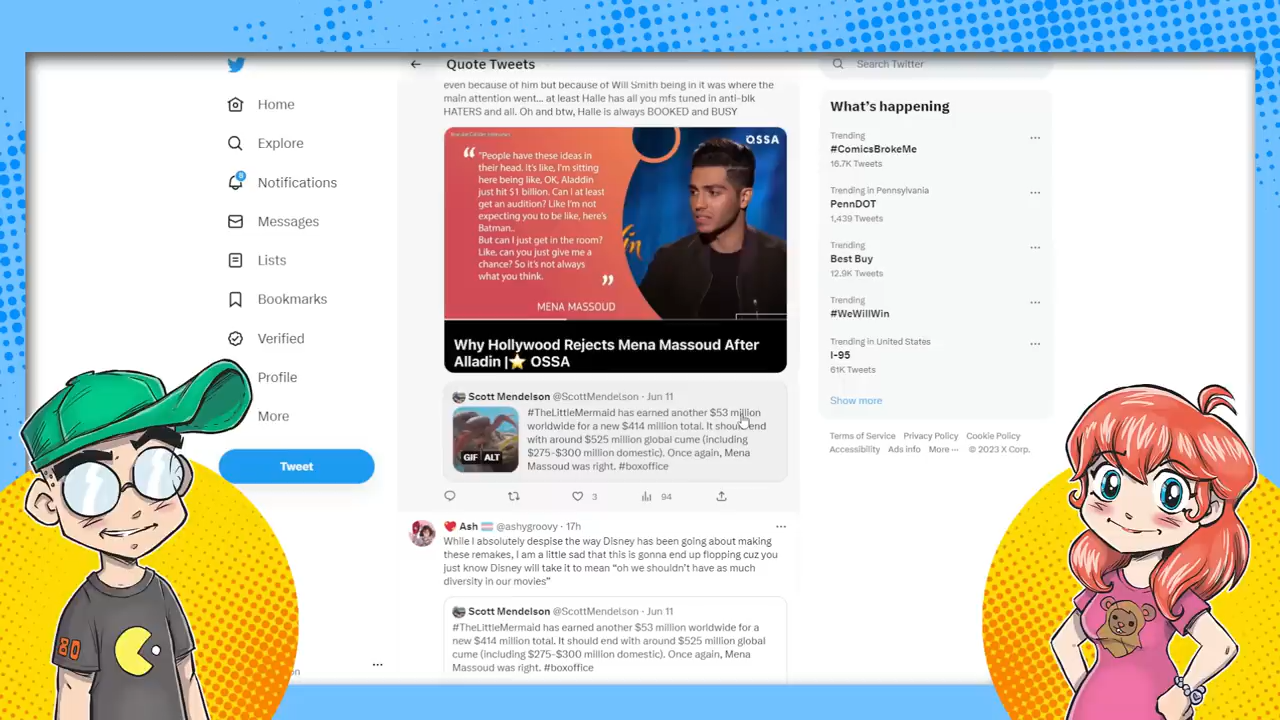 Quote Tweets
Search Twitter
Home
Explore
Notifications
Messages
Lists
Bookmarks
Verified
Profile
More
Tweet
even because of him but because of Will Smith being in it was where the
main attention went... at least Halle has all you mfs tuned in anti-blk
HATERS and all. Oh and btw, Halle is always BOOKED and BUSY
OSSA
“People have these ideas in
their head. It's like, I'm sitting
here being like, OK, Aladdin
just hit $1 billion. Can I at least
get an audition? Like I'm not
expecting you to be like, here's
Batman..
But can I just get in the room?
Like, can you just give me a
chance? So it's not always
what you think.
”
MENA MASSOUD
Why Hollywood Rejects Mena Massoud After
Alladin |⭐ OSSA
Scott Mendelson @ScottMendelson · Jun 11
#TheLittleMermaid has earned another $53 million
worldwide for a new $414 million total. It should end
with around $525 million global cume (including
$275-$300 million domestic). Once again, Mena
Massoud was right. #boxoffice
GIF ALT
3
94
Ash @ashygroovy · 17h
While I absolutely despise the way Disney has been going about making
these remakes, I am a little sad that this is gonna end up flopping cuz you
just know Disney will take it to mean “oh we shouldn't have as much
diversity in our movies”
Scott Mendelson @ScottMendelson · Jun 11
#TheLittleMermaid has earned another $53 million worldwide for a
new $414 million total. It should end with around $525 million global
cume (including $275-$300 million domestic). Once again, Mena
Massoud was right. #boxoffice
What's happening
Trending
#ComicsBrokeMe
16.7K Tweets
Trending in Pennsylvania
PennDOT
1,439 Tweets
Trending
Best Buy
12.9K Tweets
Trending
#WeWillWin
Trending in United States
I-95
61K Tweets
Show more
Terms of Service Privacy Policy Cookie Policy
Accessibility Ads info More ··· © 2023 X Corp.
80